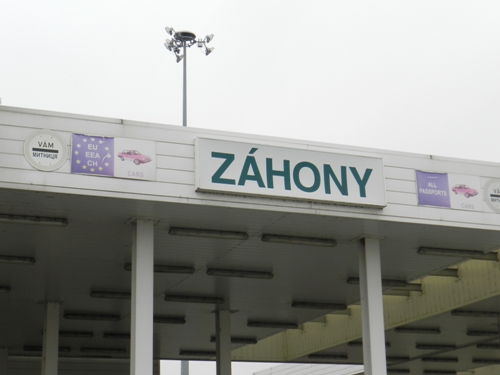 VÁM
МИТНИЦЯ
EU
EEA
CH
CARS
ZÁHONY
ALL
PASSPORTS
CARS